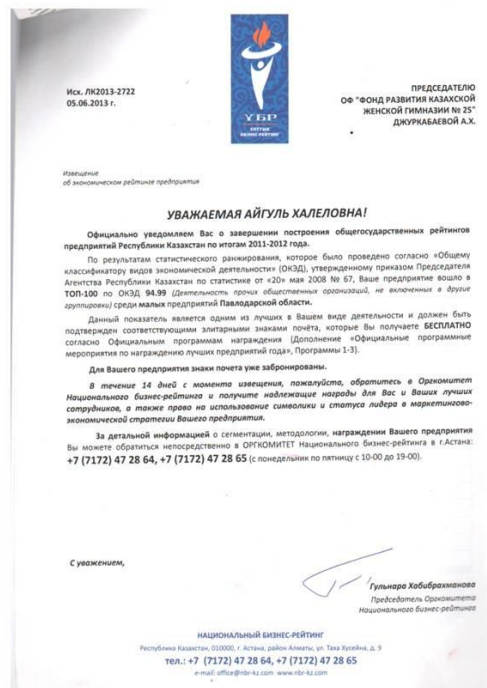 ҰБР
ҰЛТТЫҚ
БИЗНЕС-РЕЙТИНГ
Исх. ЛК2013-2722
05.06.2013 г.
ПРЕДСЕДАТЕЛЮ
ОФ "ФОНД РАЗВИТИЯ КАЗАХСКОЙ
ЖЕНСКОЙ ГИМНАЗИИ № 25"
ДЖУРКАБАЕВОЙ А.Х.
Извещение
об экономическом рейтинге предприятия
УВАЖАЕМАЯ АЙГУЛЬ ХАЛЕЛОВНА!
Официально уведомляем Вас о завершении построения общегосударственных рейтингов
предприятий Республики Казахстан по итогам 2011-2012 года.
По результатам статистического ранжирования, которое было проведено согласно «Общему
классификатору видов экономической деятельности» (ОКЭД), утвержденному приказом Председателя
Агентства Республики Казахстан по статистике от «20» мая 2008 № 67, Ваше предприятие вошло в
ТОП-100 по ОКЭД 94.99 (Деятельность прочих общественных организаций, не включенных в другие
группировки) среди малых предприятий Павлодарской области.
Данный показатель является одним из лучших в Вашем виде деятельности и должен быть
подтвержден соответствующими элитарными знаками почёта, которые Вы получаете БЕСПЛАТНО
согласно Официальным программам награждения (Дополнение «Официальные программные
мероприятия по награждению лучших предприятий года», Программы 1-3).
Для Вашего предприятия знаки почета уже забронированы.
В течение 14 дней с момента извещения, пожалуйста, обратитесь в Оргкомитет
Национального бизнес-рейтинга и получите надлежащие награды для Вас и Ваших лучших
сотрудников, а также право на использование символики и статуса лидера в маркетингово-
экономической стратегии Вашего предприятия.
За детальной информацией о сегментации, методологии, награждении Вашего предприятия
Вы можете обратиться непосредственно в ОРГКОМИТЕТ Национального бизнес-рейтинга в г.Астана:
+7 (7172) 47 28 64, +7 (7172) 47 28 65 (с понедельника по пятницу с 10-00 до 19-00).
С уважением,
Гульнара Хабибрахманова
Председатель Оргкомитета
Национального бизнес-рейтинга
НАЦИОНАЛЬНЫЙ БИЗНЕС-РЕЙТИНГ
Республика Казахстан, 010000, г. Астана, район Алматы, ул. Таха Хусейна, д. 9
тел.: +7 (7172) 47 28 64, +7 (7172) 47 28 65
e-mail: office@nbr-kz.com www.nbr-kz.com